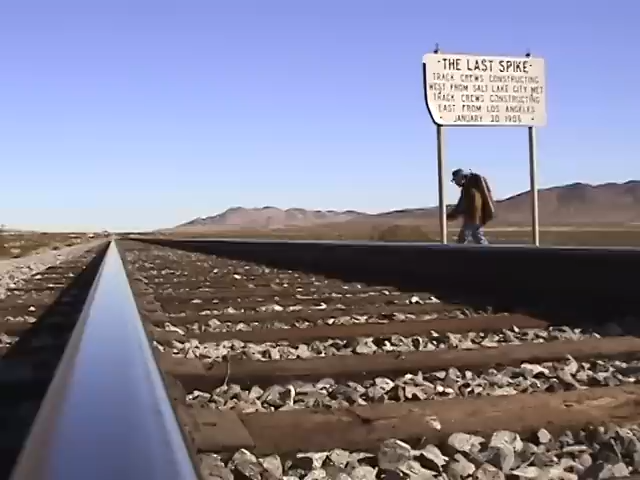 THE LAST SPIKE
TRACK CREWS CONSTRUCTING
WEST FROM SALT LAKE CITY MET
TRACK CREWS CONSTRUCTING
EAST FROM LOS ANGELES
JANUARY 30 1905